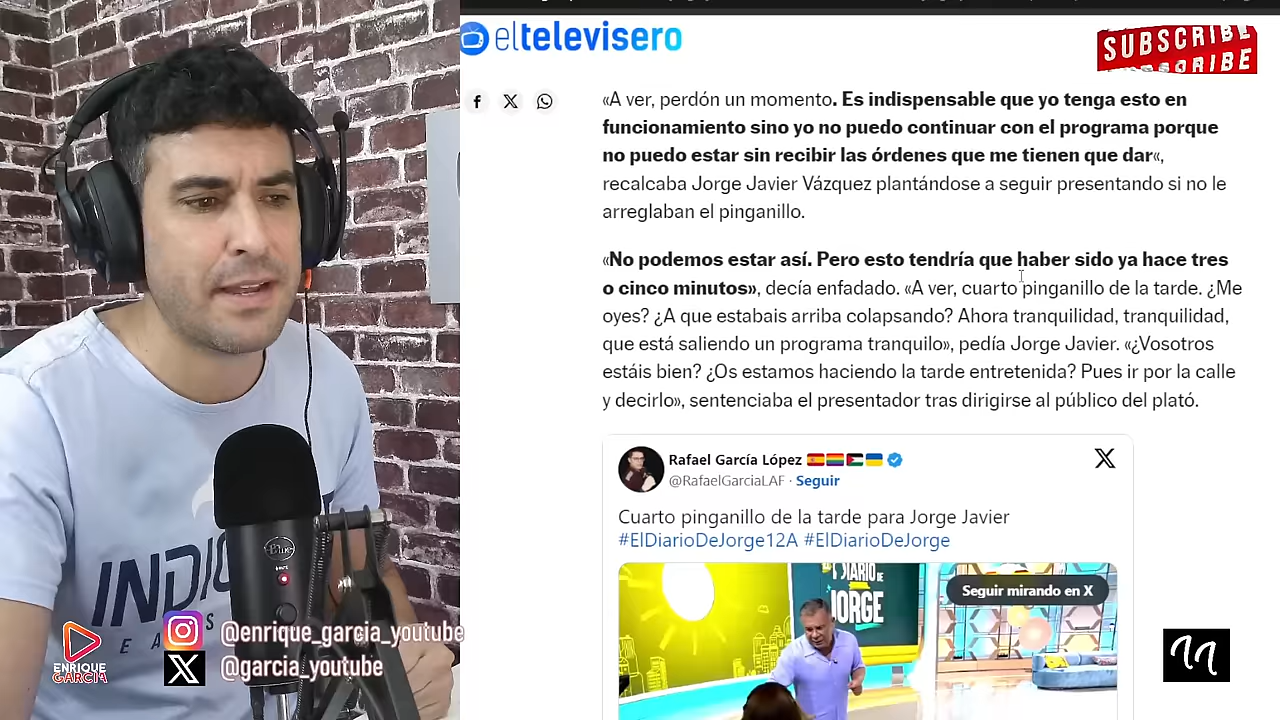 eltelevisero
SUBSCRIBE
SUBSCRIBE
«A ver, perdón un momento. Es indispensable que yo tenga esto en
funcionamiento sino yo no puedo continuar con el programa porque
no puedo estar sin recibir las órdenes que me tienen que dar«,
recalcaba Jorge Javier Vázquez plantándose a seguir presentando si no le
arreglaban el pinganillo.
«No podemos estar así. Pero esto tendría que haber sido ya hace tres
o cinco minutos», decía enfadado. «A ver, cuarto pinganillo de la tarde. ¿Me
oyes? ¿A que estabais arriba colapsando? Ahora tranquilidad, tranquilidad,
que está saliendo un programa tranquilo», pedía Jorge Javier. «¿Vosotros
estáis bien? ¿Os estamos haciendo la tarde entretenida? Pues ir por la calle
y decirlo», sentenciaba el presentador tras dirigirse al público del plató.
Rafael García López
@RafaelGarciaLAF · Seguir
Cuarto pinganillo de la tarde para Jorge Javier
#ElDiarioDeJorge12A #ElDiarioDeJorge
Seguir mirando en X
DIARIO DE
JORGE
Blue
INDIC
@enrique_garcia_youtube
@garcia_youtube
ENRIQUE
GARCIA